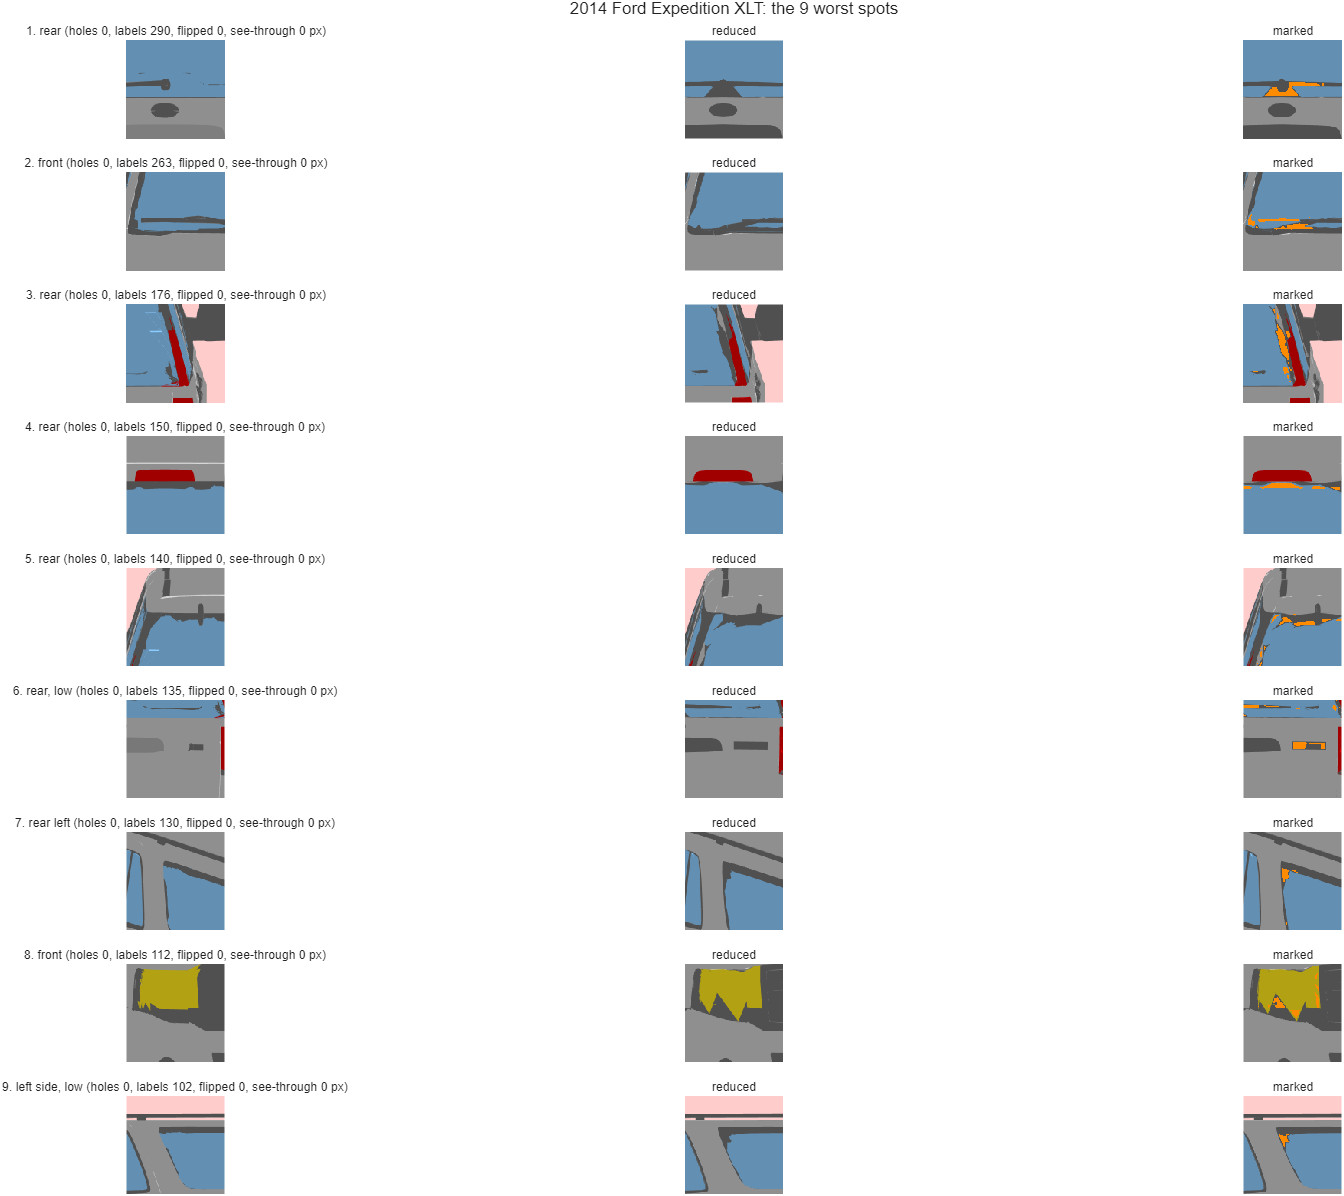 2014 Ford Expedition XLT: the 9 worst spots
1. rear (holes 0, labels 290, flipped 0, see-through 0 px)
reduced
marked
2. front (holes 0, labels 263, flipped 0, see-through 0 px)
reduced
marked
3. rear (holes 0, labels 176, flipped 0, see-through 0 px)
reduced
marked
4. rear (holes 0, labels 150, flipped 0, see-through 0 px)
reduced
marked
5. rear (holes 0, labels 140, flipped 0, see-through 0 px)
reduced
marked
6. rear, low (holes 0, labels 135, flipped 0, see-through 0 px)
reduced
marked
7. rear left (holes 0, labels 130, flipped 0, see-through 0 px)
reduced
marked
8. front (holes 0, labels 112, flipped 0, see-through 0 px)
reduced
marked
9. left side, low (holes 0, labels 102, flipped 0, see-through 0 px)
reduced
marked